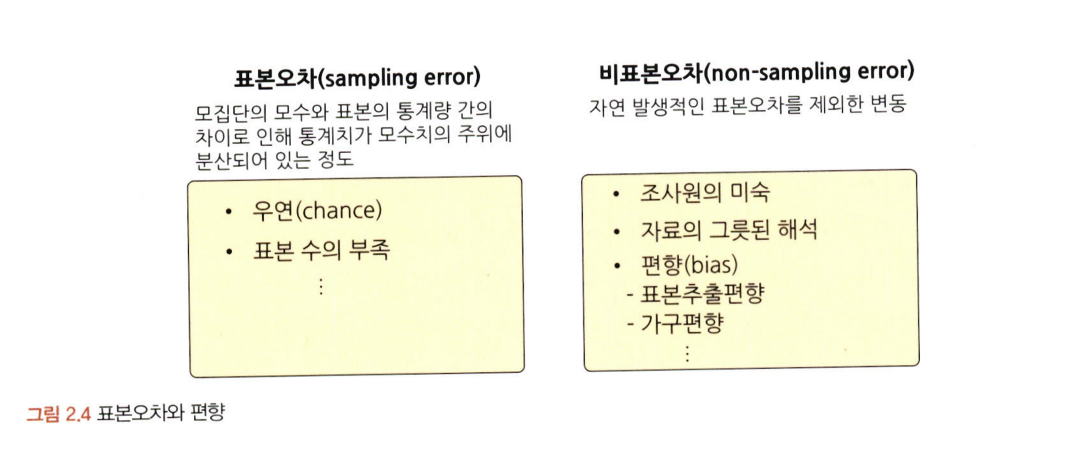 표본오차(sampling error)
모집단의 모수와 표본의 통계량 간의
차이로 인해 통계치가 모수치의 주위에
분산되어 있는 정도
• 우연(chance)
• 표본 수의 부족
⋮
비표본오차(non-sampling error)
자연 발생적인 표본오차를 제외한 변동
• 조사원의 미숙
• 자료의 그릇된 해석
• 편향(bias)
- 표본추출편향
- 가구편향
⋮
그림 2.4 표본오차와 편향